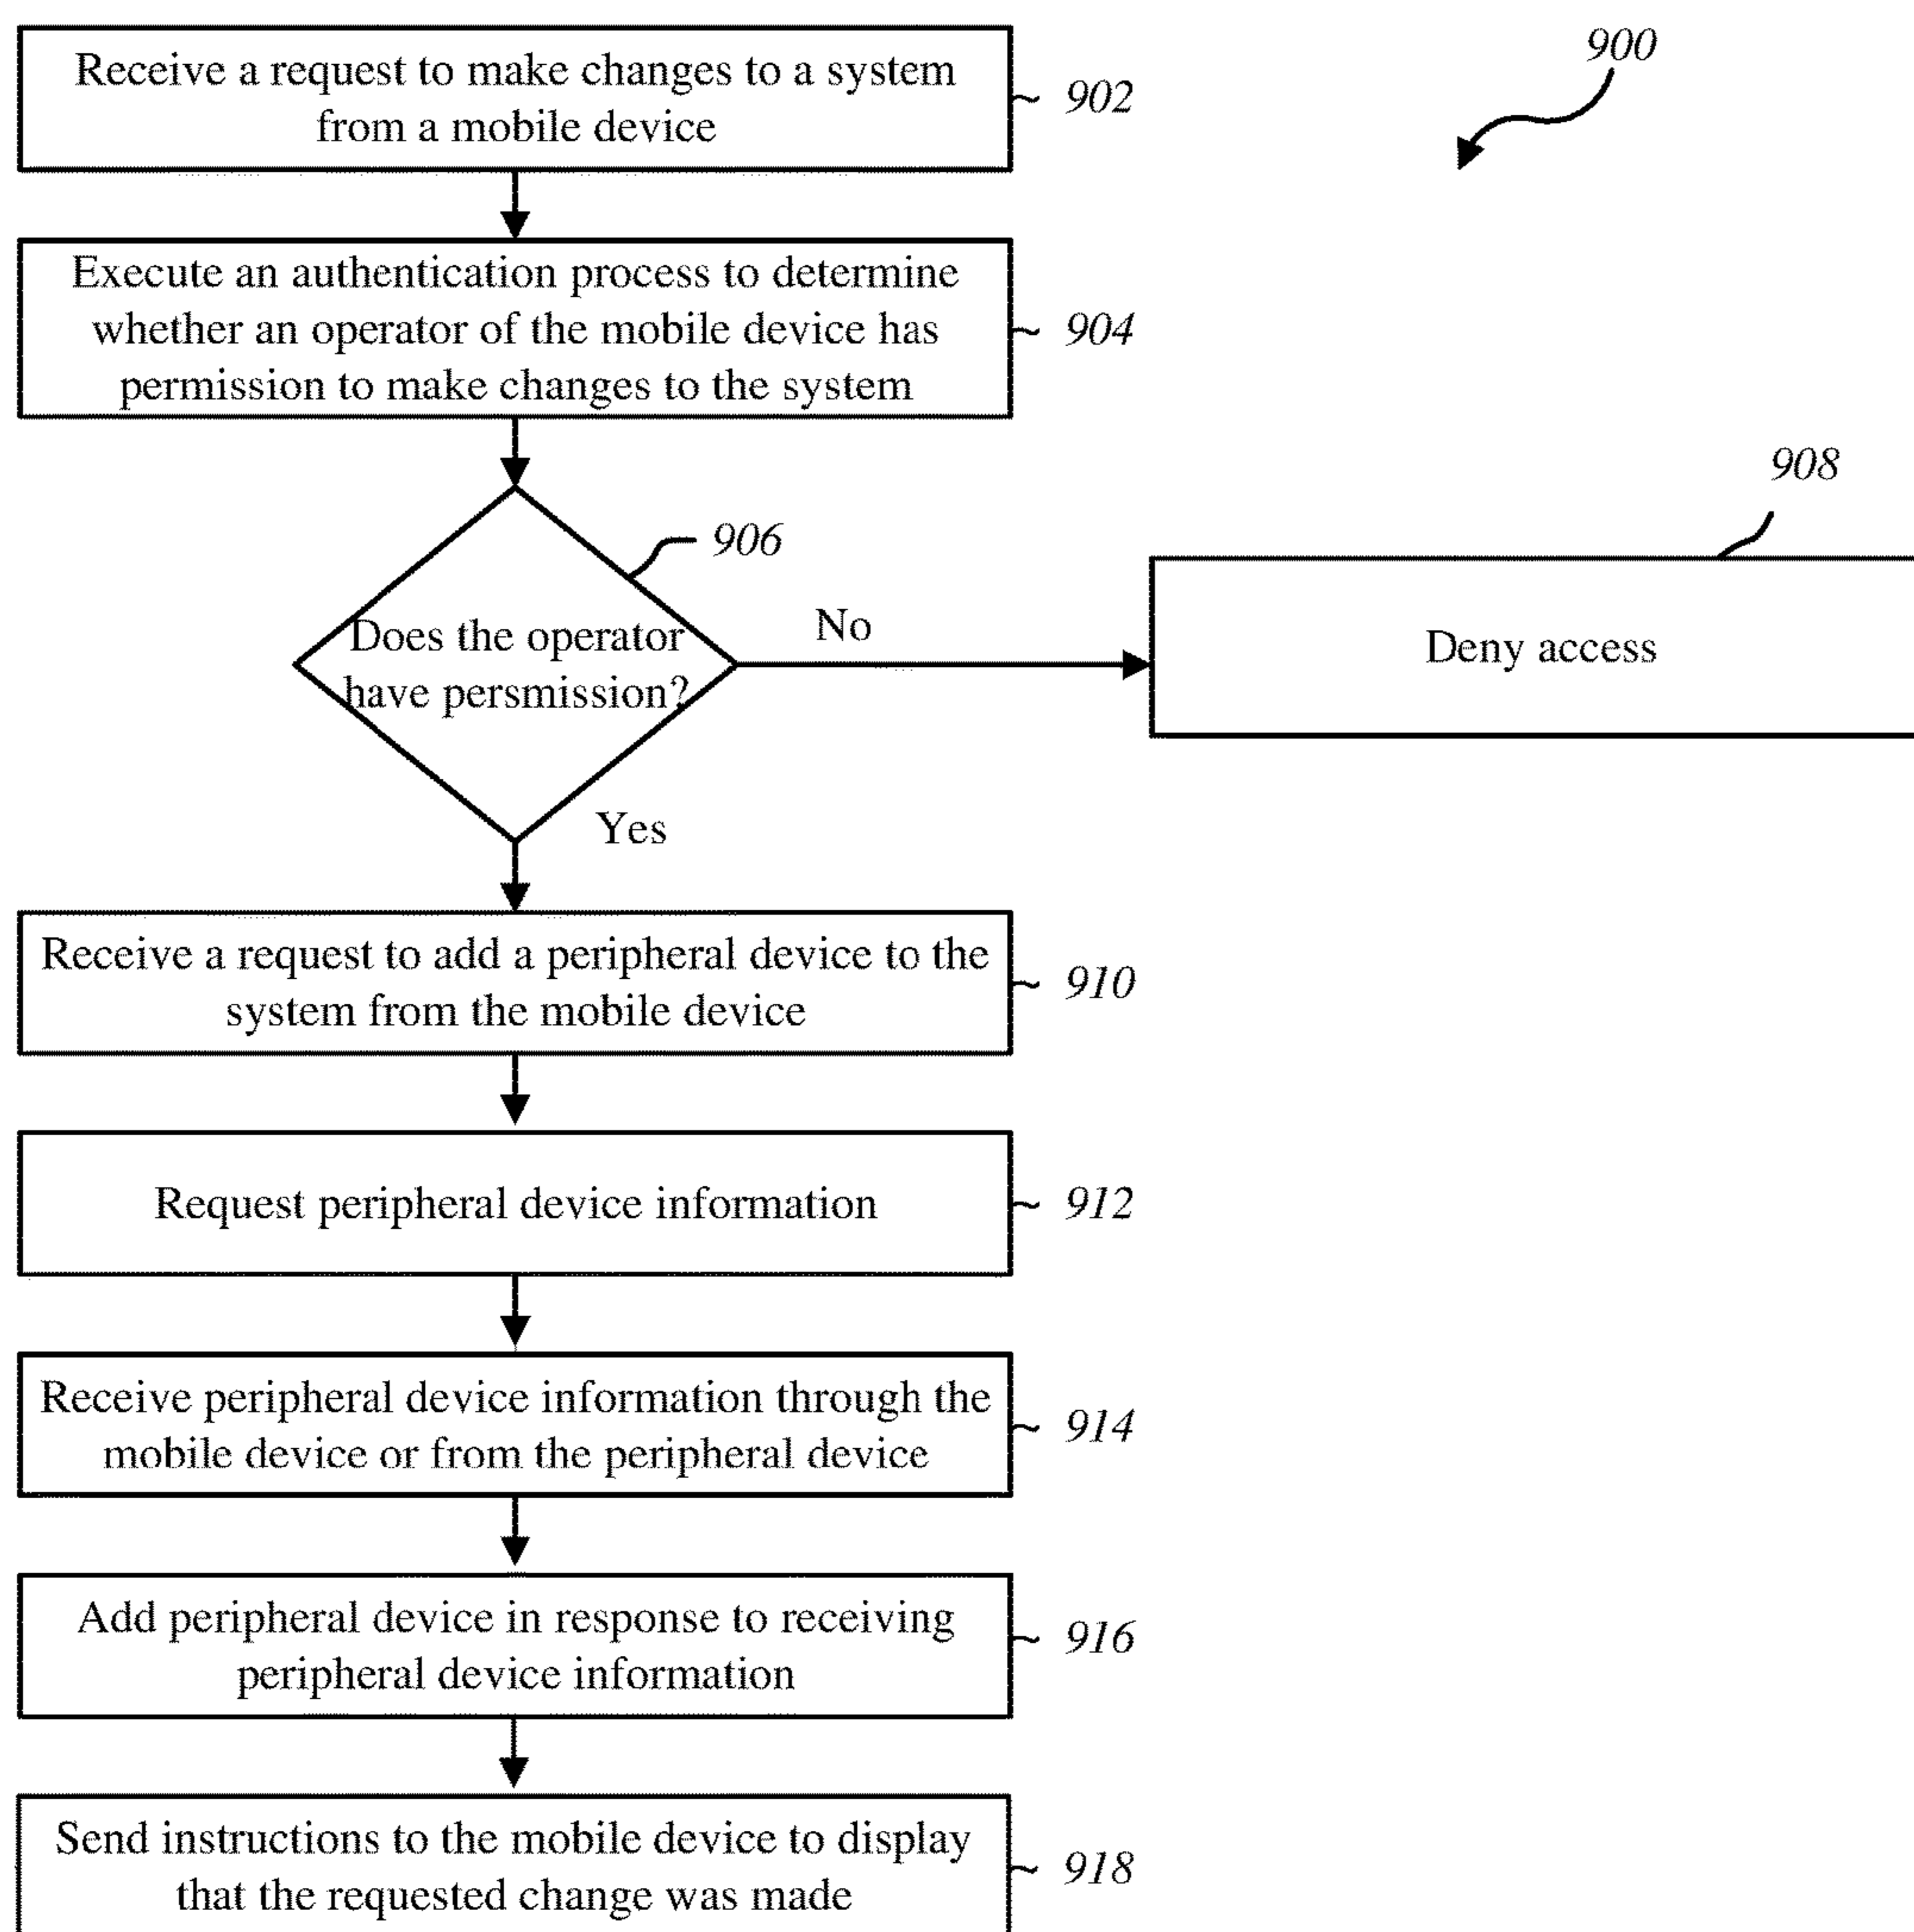 Receive a request to make changes to a system
from a mobile device
902
900
Execute an authentication process to determine
whether an operator of the mobile device has
permission to make changes to the system
904
906
908
Does the operator
have persmission?
No
Deny access
Yes
Receive a request to add a peripheral device to the
system from the mobile device
910
Request peripheral device information
912
Receive peripheral device information through the
mobile device or from the peripheral device
914
Add peripheral device in response to receiving
peripheral device information
916
Send instructions to the mobile device to display
that the requested change was made
918